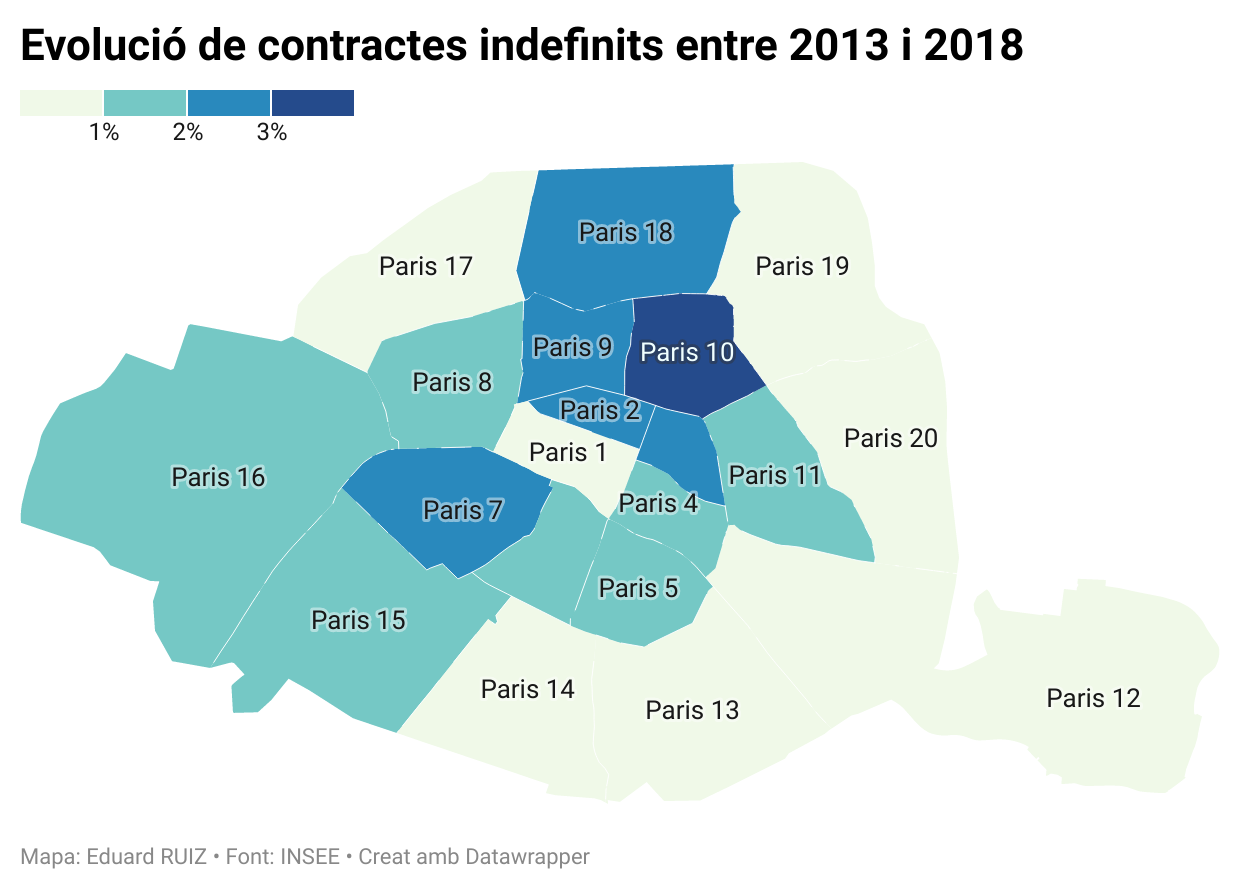 Evolució de contractes indefinits entre 2013 i 2018
1%
2%
3%
Paris 18
Paris 17
Paris 19
Paris 9
Paris 10
Paris 8
Paris 2
Paris 20
Paris 1
Paris 16
Paris 11
Paris 4
Paris 7
Paris 5
Paris 15
Paris 14
Paris 12
Paris 13
Mapa: Eduard RUIZ • Font: INSEE • Creat amb Datawrapper